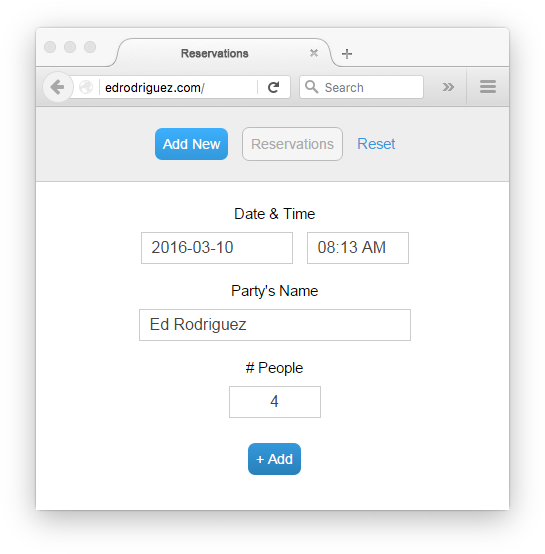 Reservations
edrodriguez.com/
Search
Add New Reservations Reset
Date & Time
2016-03-10 08:13 AM
Party's Name
Ed Rodriguez
# People
4
+ Add